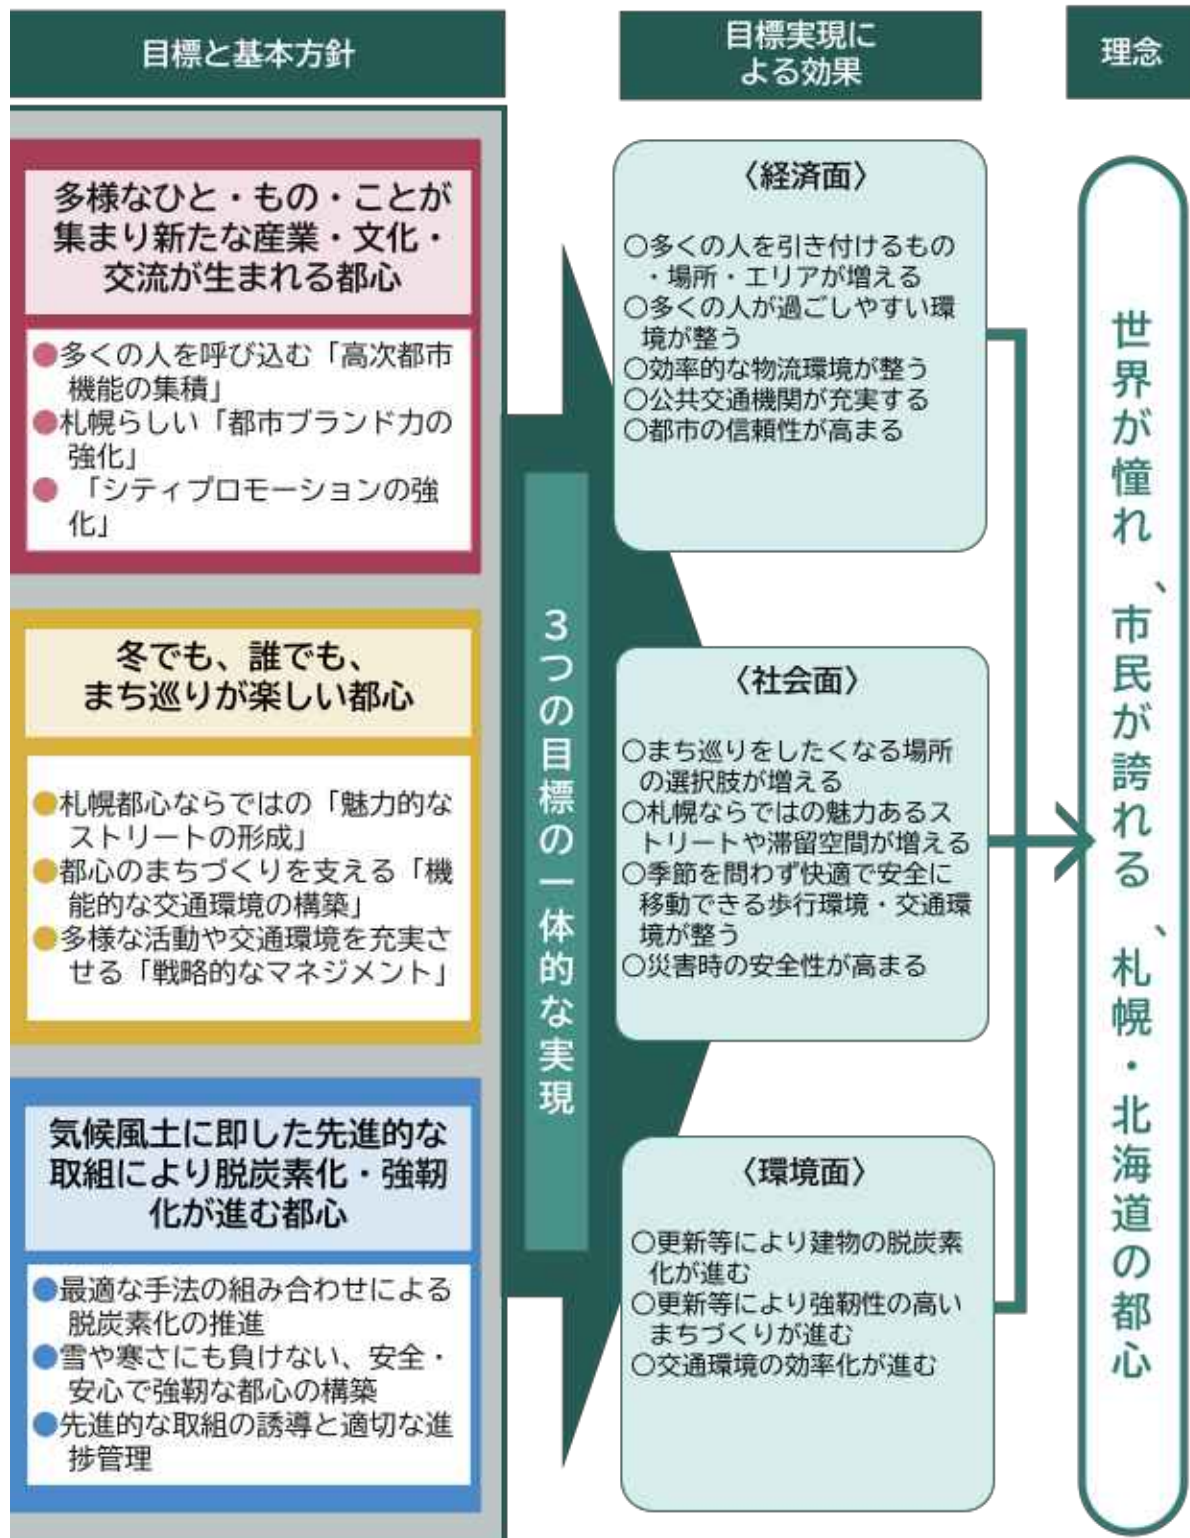 目標と基本方針
多様なひと・もの・ことが
集まり新たな産業・文化・
交流が生まれる都心
●多くの人を呼び込む「高次都市
機能の集積」
●札幌らしい「都市ブランド力の
強化」
●「シティプロモーションの強
化」
冬でも、誰でも、
まち巡りが楽しい都心
●札幌都心ならではの「魅力的な
ストリートの形成」
●都心のまちづくりを支える「機
能的な交通環境の構築」
●多様な活動や交通環境を充実さ
せる「戦略的なマネジメント」
気候風土に即した先進的な
取組により脱炭素化・強靭
化が進む都心
●最適な手法の組み合わせによる
脱炭素化の推進
●雪や寒さにも負けない、安全・
安心で強靭な都心の構築
●先進的な取組の誘導と適切な進
捗管理
3つの目標の一体的な実現
目標実現に
よる効果
〈経済面〉
○多くの人を引き付けるもの
・場所・エリアが増える
○多くの人が過ごしやすい環
境が整う
○効率的な物流環境が整う
○公共交通機関が充実する
○都市の信頼性が高まる
〈社会面〉
○まち巡りをしたくなる場所
の選択肢が増える
○札幌ならではの魅力あるス
トリートや滞留空間が増える
○季節を問わず快適で安全に
移動できる歩行環境・交通環
境が整う
○災害時の安全性が高まる
〈環境面〉
○更新等により建物の脱炭素
化が進む
○更新等により強靭性の高い
まちづくりが進む
○交通環境の効率化が進む
理念
世界が憧れ、市民が誇れる、札幌・北海道の都心